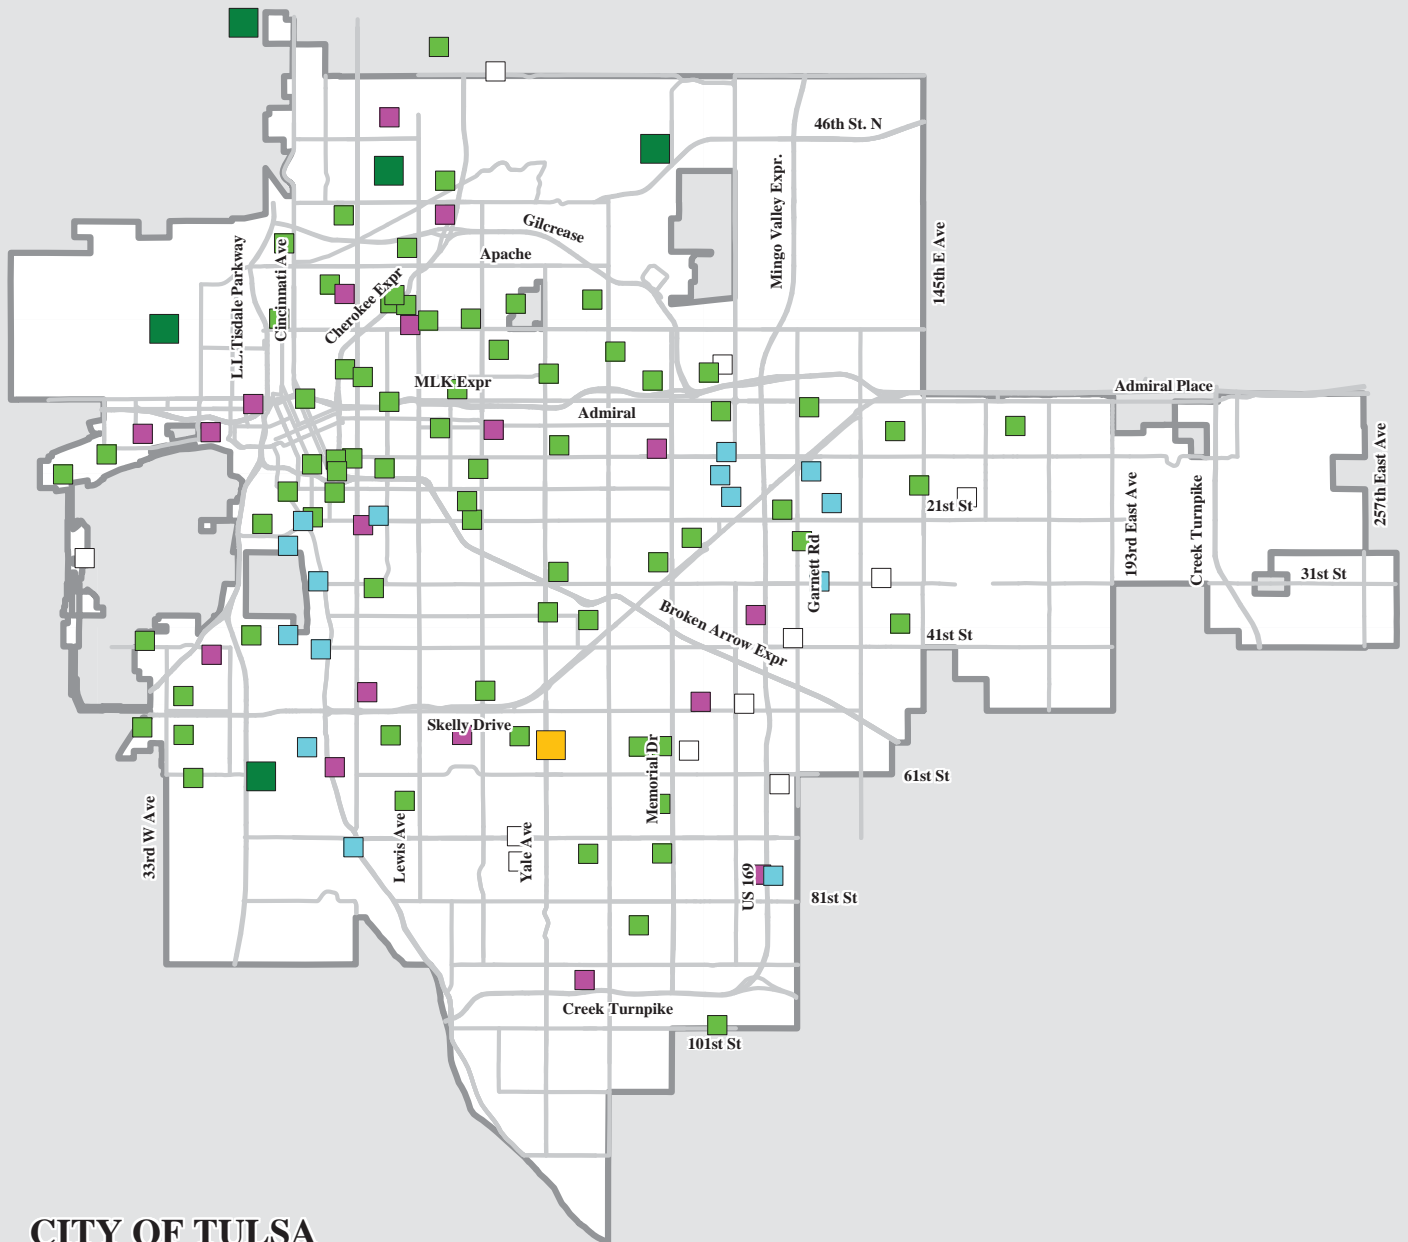 46th St. N
Mingo Valley Expr.
Gilcrease
145th E Ave
L.L.Tisdale Parkway
Cincinnati Ave
Apache
Cherokee Expr
MLK Expr
Admiral Place
Admiral
257th East Ave
193rd East Ave
Creek Turnpike
21st St
Garnett Rd
31st St
Broken Arrow Expr
41st St
Skelly Drive
Memorial Dr
61st St
33rd W Ave
Lewis Ave
Yale Ave
US 169
81st St
Creek Turnpike
101st St
CITY OF TULSA